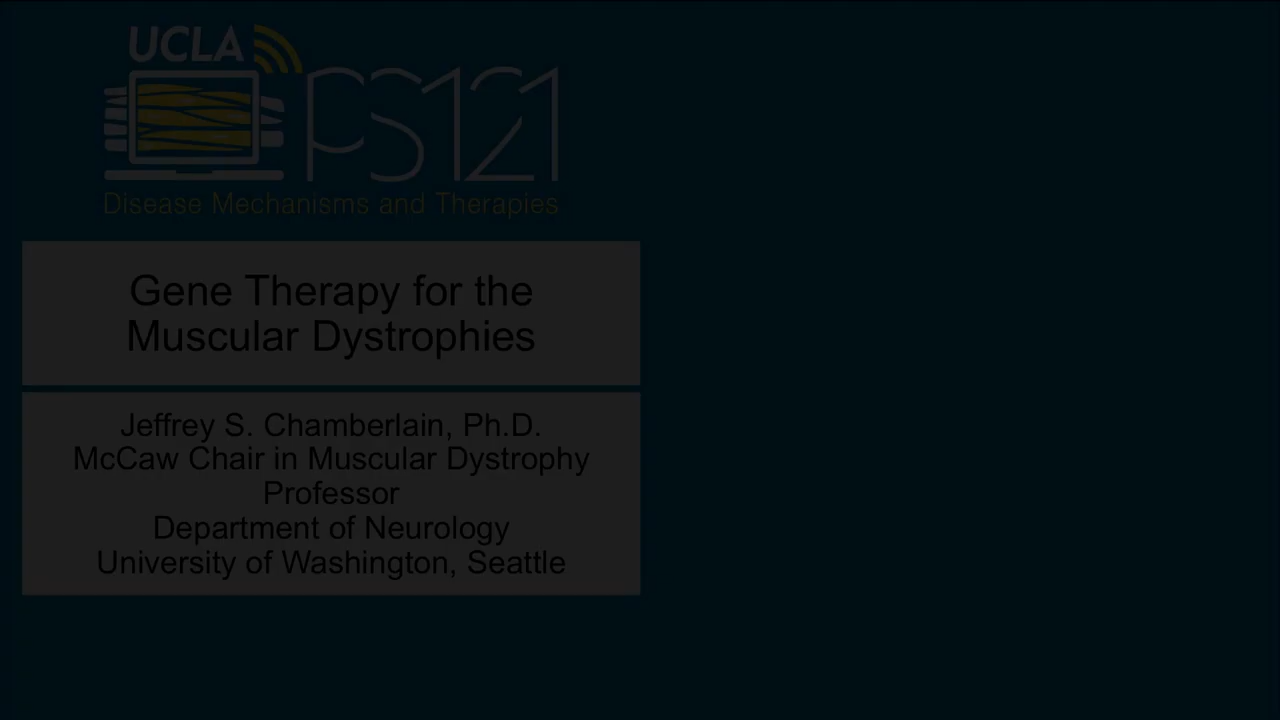 UCLA
PS121
Disease Mechanisms and Therapies
Gene Therapy for the
Muscular Dystrophies
Jeffrey S. Chamberlain, Ph.D.
McCaw Chair in Muscular Dystrophy
Professor
Department of Neurology
University of Washington, Seattle